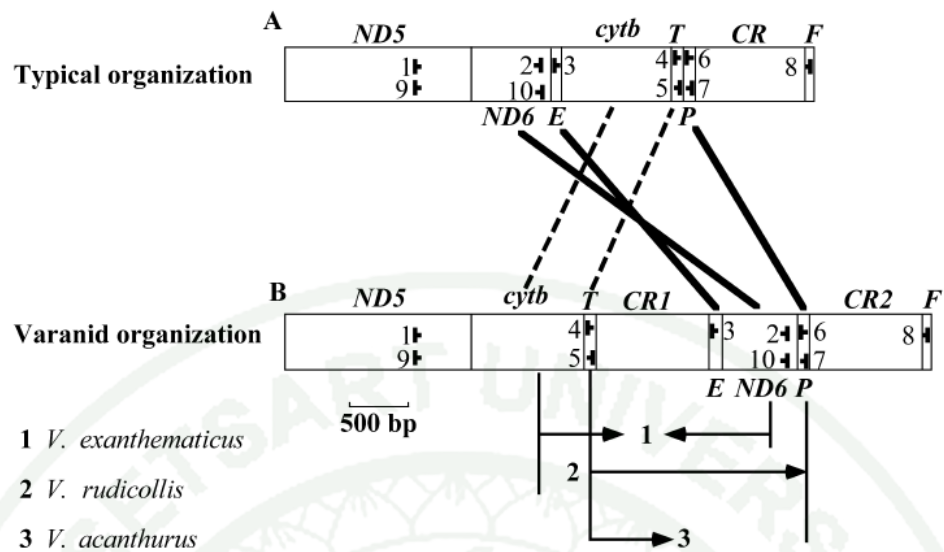 A
ND5 cytb T CR F
Typical organization
1 2 3 4 6 8
9 10 5 7
ND6 E P
B
ND5 cytb T CR1 CR2 F
Varanid organization
1 4 3 2 6 8
9 5 10 7
E ND6 P
500 bp
1 V. exanthematicus
1
2 V. rudicollis
2
3 V. acanthurus
3
ETSART UNIVERS